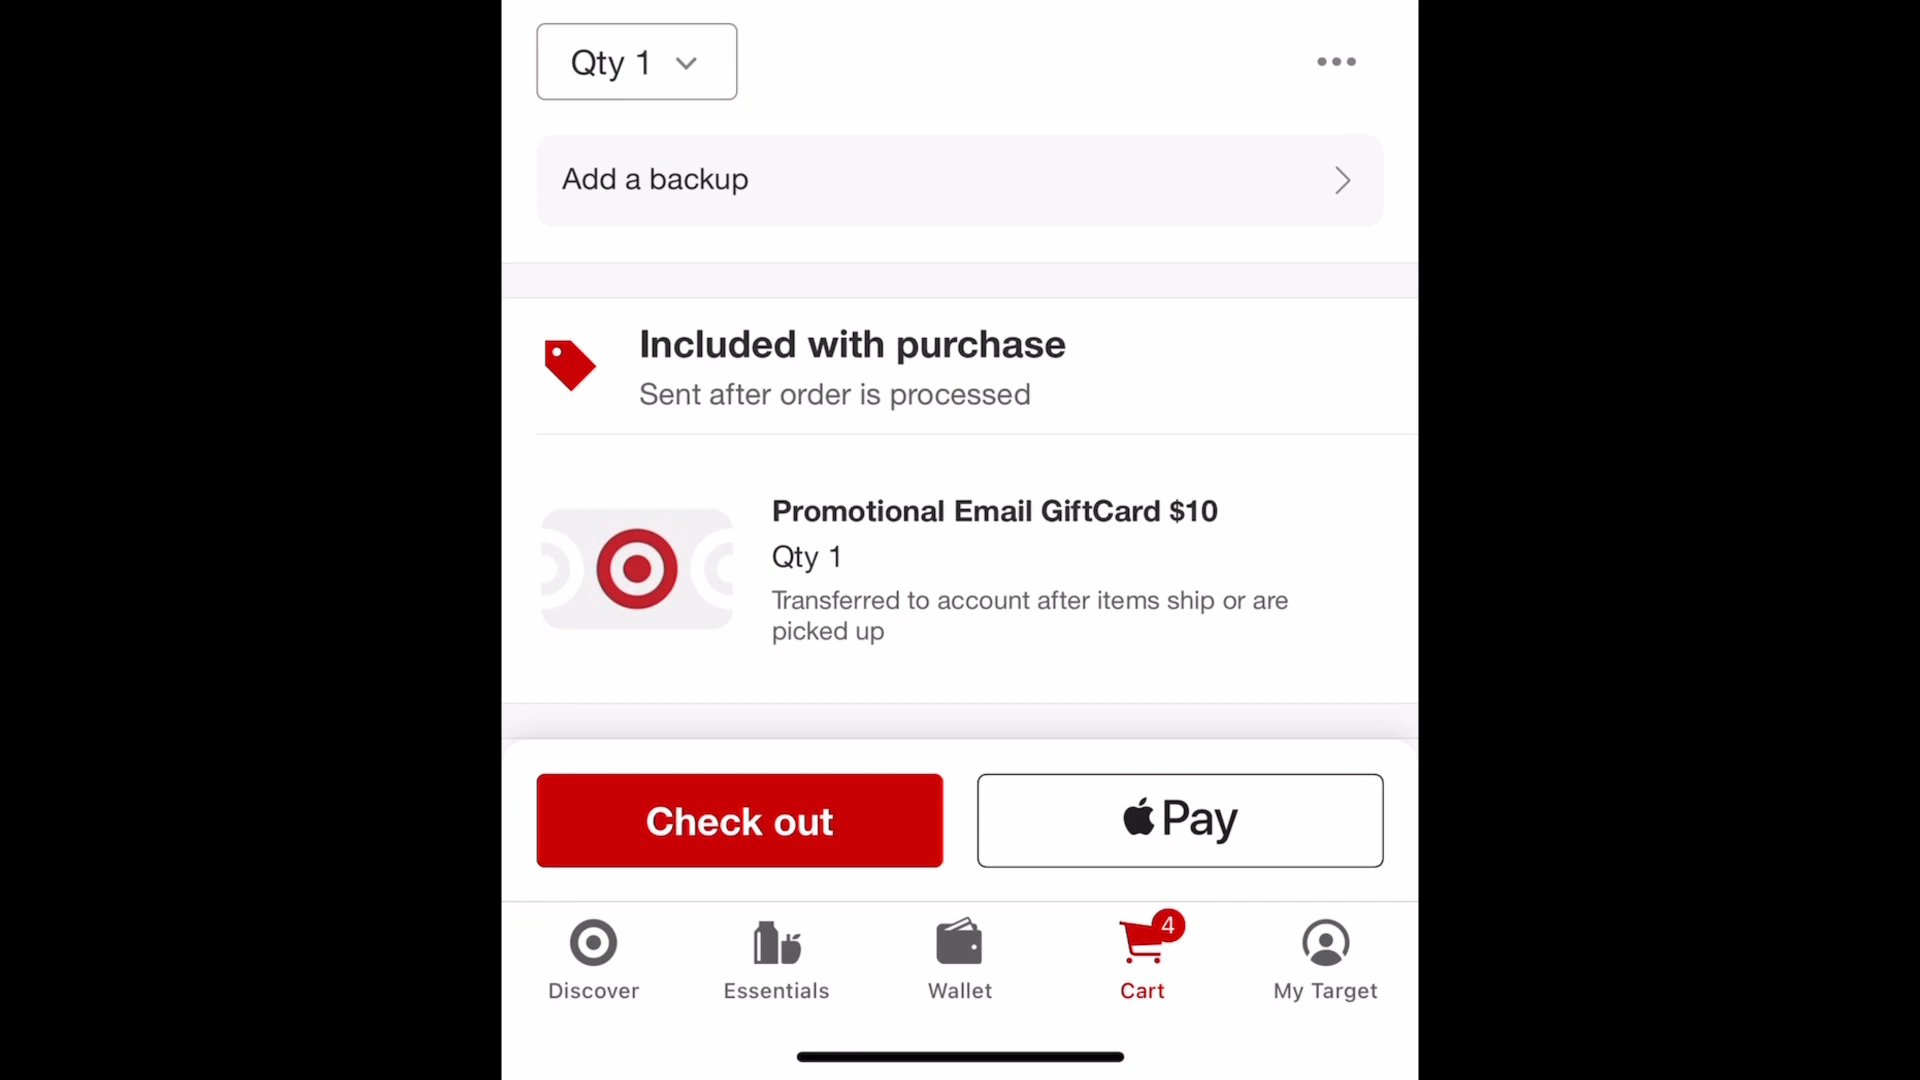 Qty 1
Add a backup
Included with purchase
Sent after order is processed
Promotional Email GiftCard $10
Qty 1
Transferred to account after items ship or are
picked up
Check out
Pay
4
Discover
Essentials
Wallet
Cart
My Target